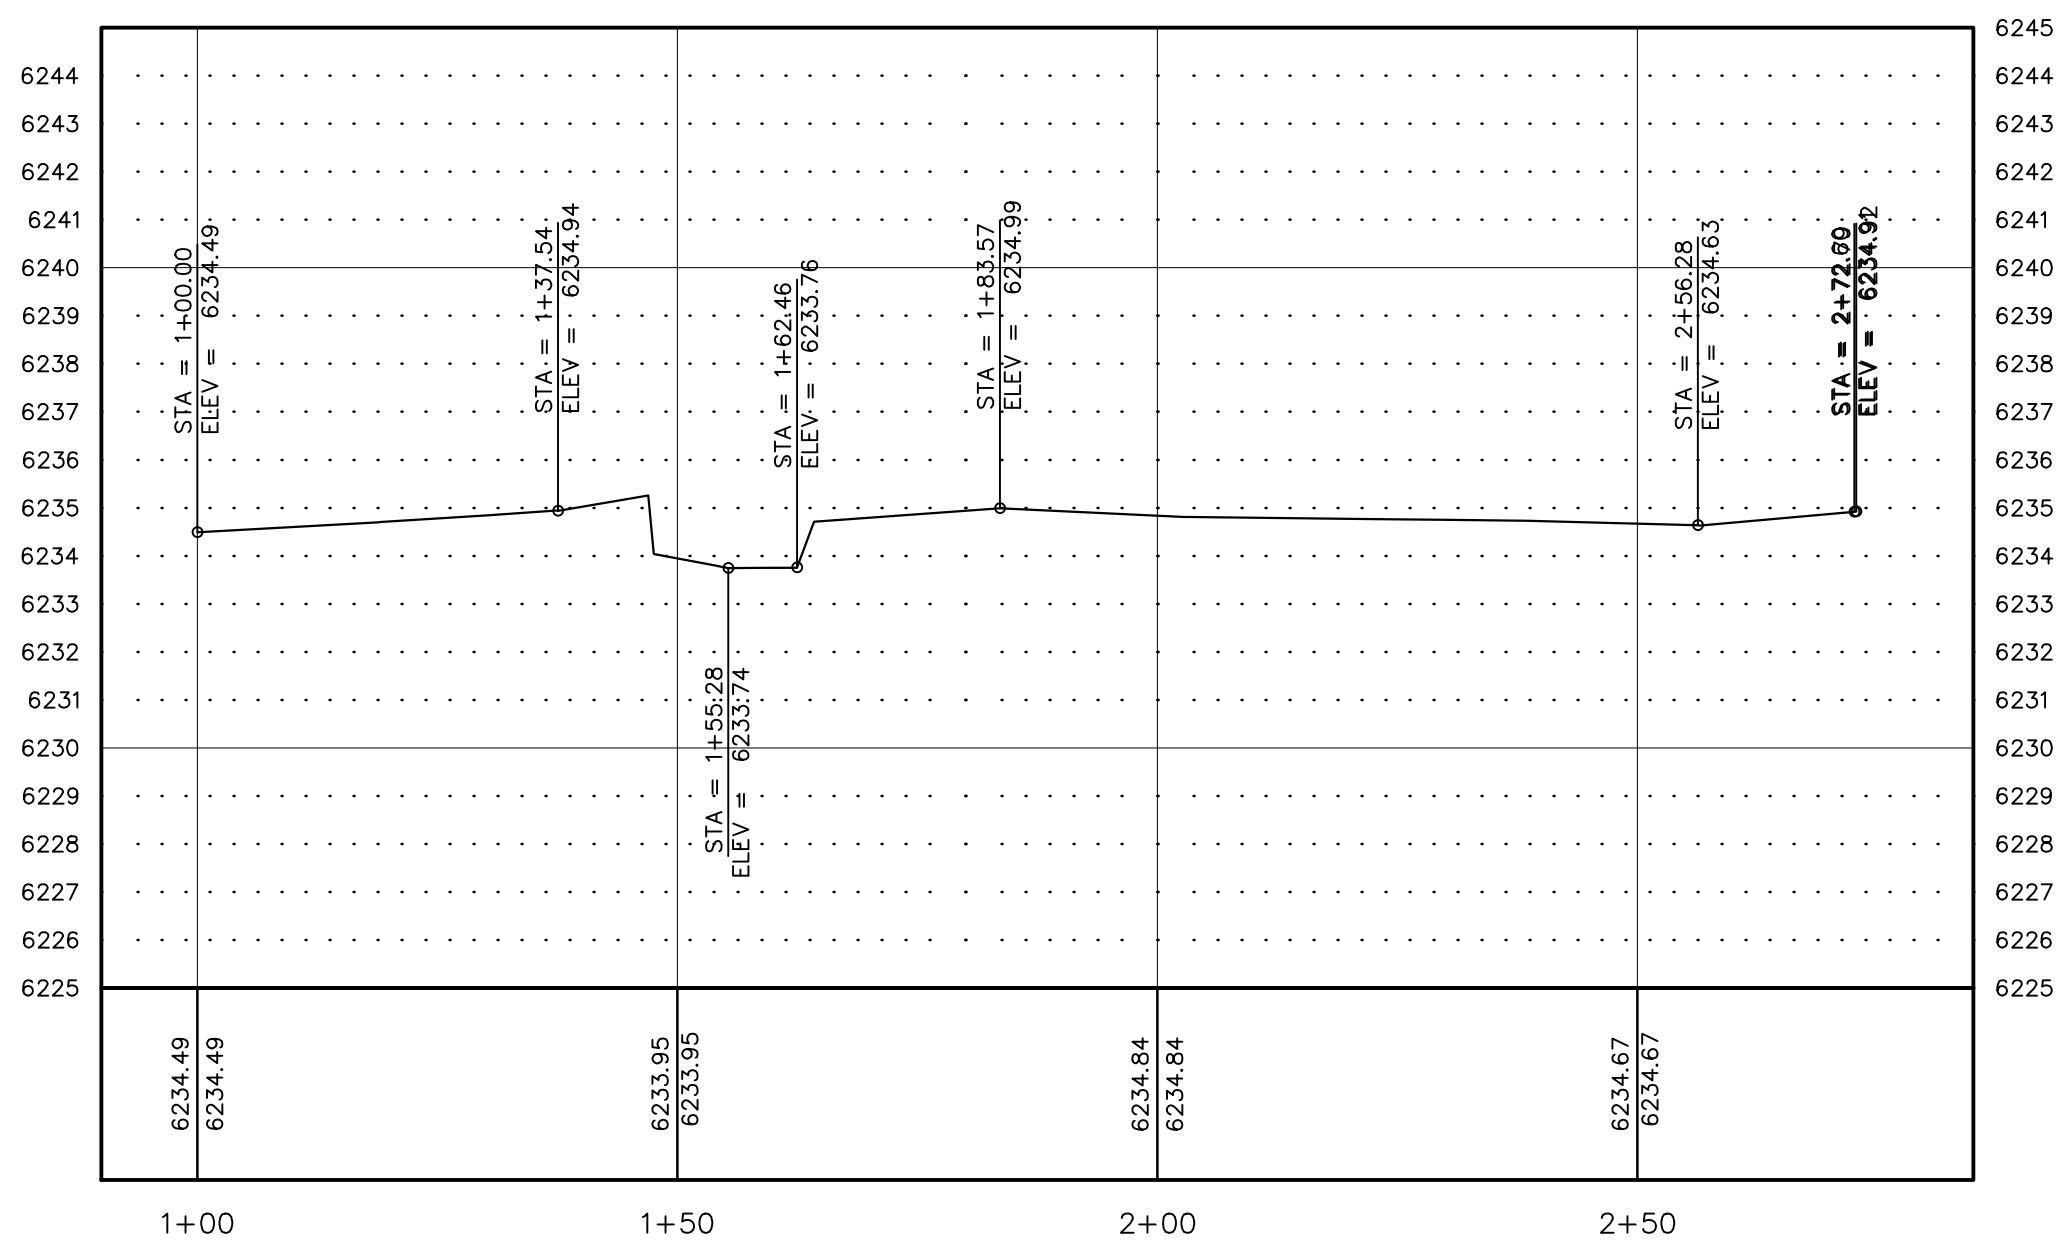 6245
6244 6244
6243 6243
6242 6242
6241 6241
6240 6240
6239 6239
6238 6238
6237 6237
6236 6236
6235 6235
6234 6234
6233 6233
6232 6232
6231 6231
6230 6230
6229 6229
6228 6228
6227 6227
6226 6226
6225 6225
STA = 1+00.00
ELEV = 6234.49
STA = 1+37.54
ELEV = 6234.94
STA = 1+55.28
ELEV = 6233.74
STA = 1+62.46
ELEV = 6233.76
STA = 1+83.57
ELEV = 6234.99
STA = 2+56.28
ELEV = 6234.63
STA =
ELEV =
6234.49
6234.49
6233.95
6233.95
6234.84
6234.84
6234.67
6234.67
1+00 1+50 2+00 2+50